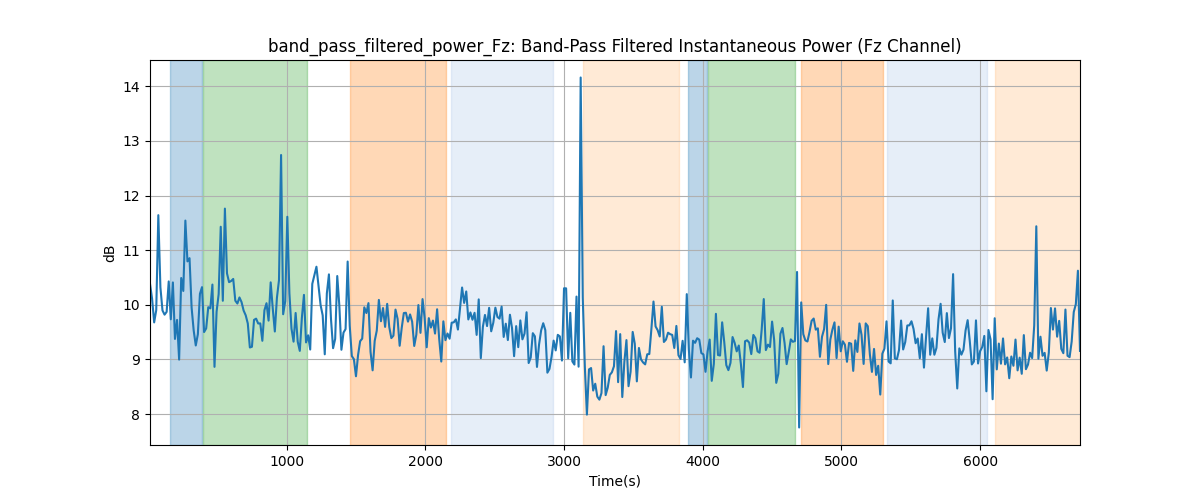 band_pass_filtered_power_Fz: Band-Pass Filtered Instantaneous Power (Fz Channel)
14
13
12
11
10
9
8
dB
1000 2000 3000 4000 5000 6000
Time(s)